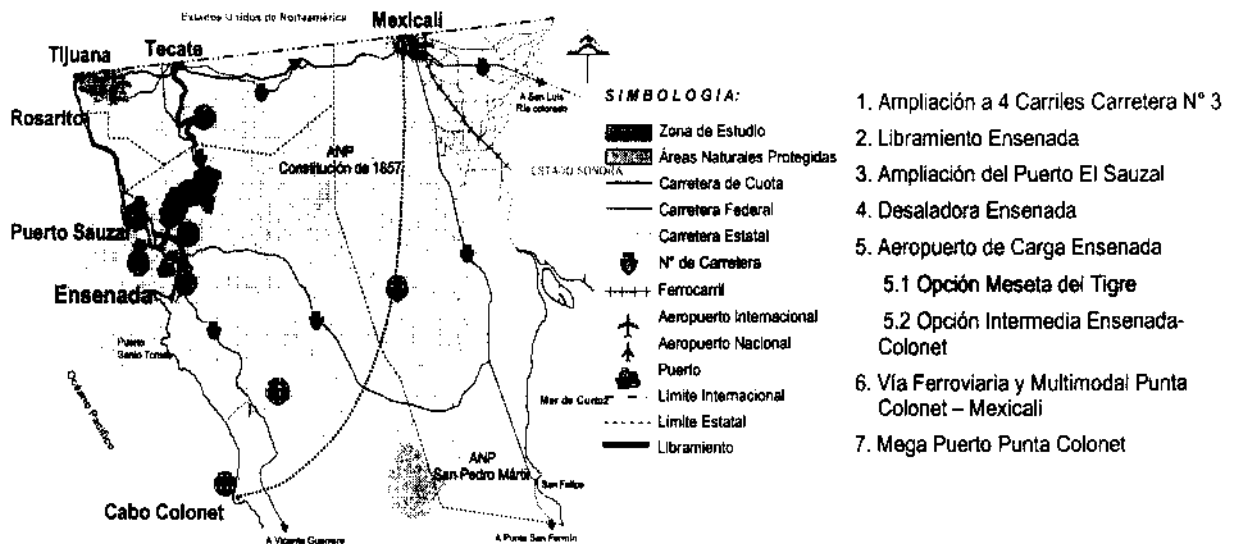 Estados Unidos de Norteamérica
Mexicali
Tijuana
Tecate
Rosarito
A San Luis
Río colorado
ANP
Constitución de 1857
ESTADO SONORA
Puerto Sauzal
Ensenada
Puerto
Santo Tomás
Océano Pacífico
Mar de Cortez
ANP
San Pedro Mártir
San Felipe
Cabo Colonet
A Vicente Guerrero
A Punta San Fermín
SIMBOLOGÍA:
Zona de Estudio
Áreas Naturales Protegidas
Carretera de Cuota
Carretera Federal
Carretera Estatal
N° de Carretera
Ferrocarril
Aeropuerto Internacional
Aeropuerto Nacional
Puerto
Límite Internacional
Límite Estatal
Libramiento
1. Ampliación a 4 Carriles Carretera N° 3
2. Libramiento Ensenada
3. Ampliación del Puerto El Sauzal
4. Desaladora Ensenada
5. Aeropuerto de Carga Ensenada
5.1 Opción Meseta del Tigre
5.2 Opción Intermedia Ensenada-
Colonet
6. Vía Ferroviaria y Multimodal Punta
Colonet – Mexicali
7. Mega Puerto Punta Colonet